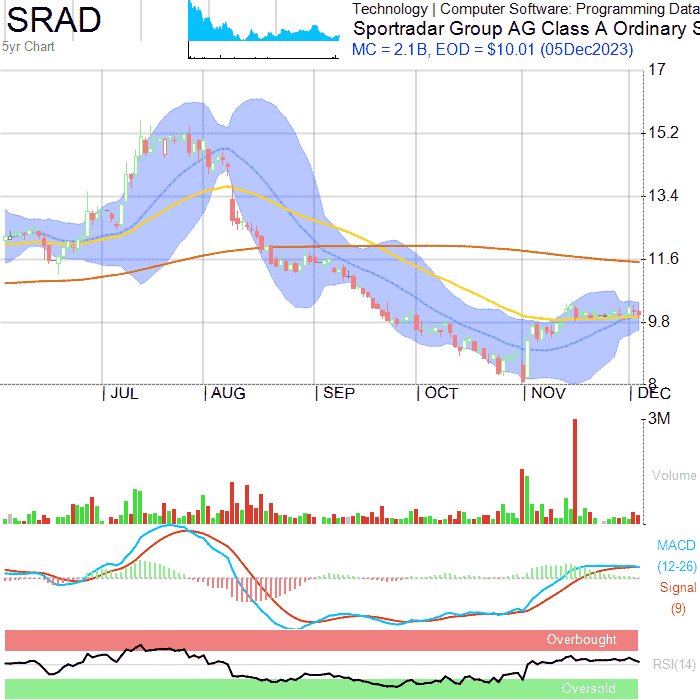 SRAD
5yr Chart
Technology | Computer Software: Programming Data
Sportradar Group AG Class A Ordinary S
MC = 2.1B, EOD = $10.01 (05Dec2023)
17
15.2
13.4
11.6
9.8
8
JUL AUG SEP OCT NOV DEC
3M
Volume
MACD
(12-26)
Signal
(9)
Overbought
RSI(14)
Oversold